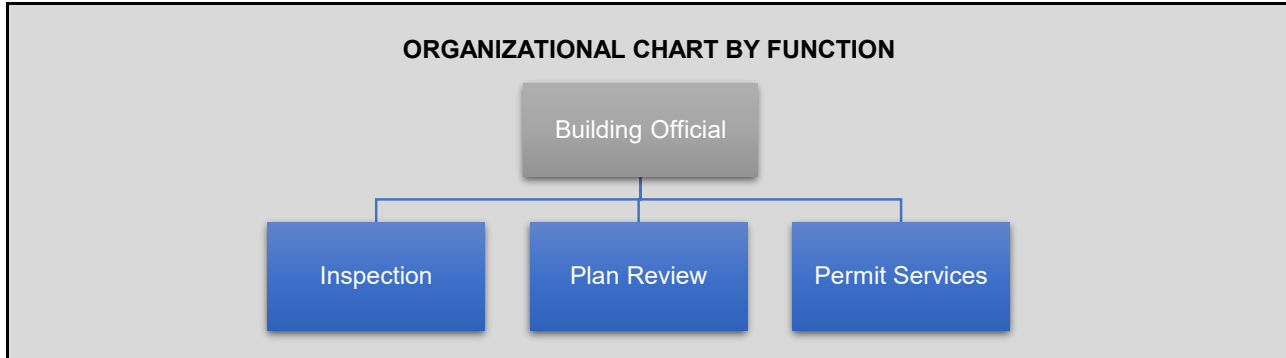 ORGANIZATIONAL CHART BY FUNCTION
Building Official
Inspection
Plan Review
Permit Services